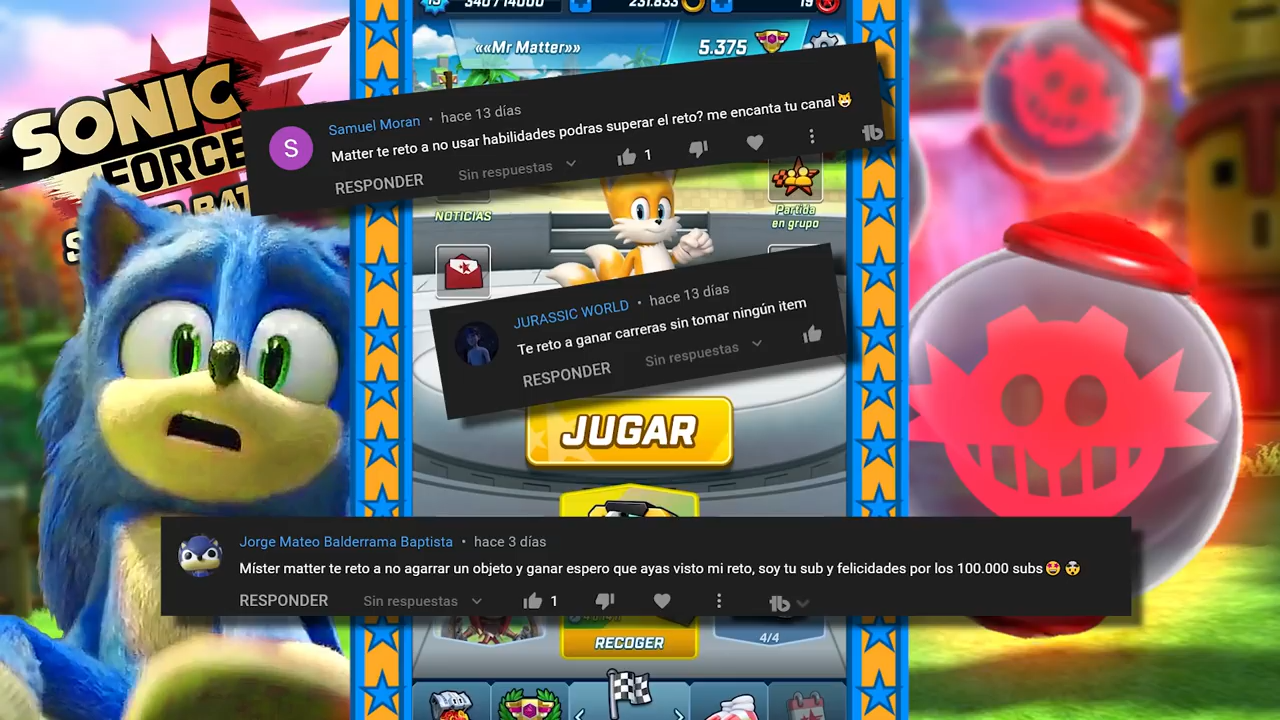 340/14000
231.833
19
««Mr Matter»»
5.375
SONIC
FORCE
Samuel Moran • hace 13 días
Matter te reto a no usar habilidades podras superar el reto? me encanta tu canal😺
RESPONDER Sin respuestas 1
S
NOTICIAS
Partida
en grupo
JURASSIC WORLD • hace 13 días
Te reto a ganar carreras sin tomar ningún item
RESPONDER Sin respuestas
JUGAR
Jorge Mateo Balderrama Baptista • hace 3 días
Míster matter te reto a no agarrar un objeto y ganar espero que ayas visto mi reto, soy tu sub y felicidades por los 100.000 subs🤩 🤯
RESPONDER Sin respuestas 1
RECOGER
4/4